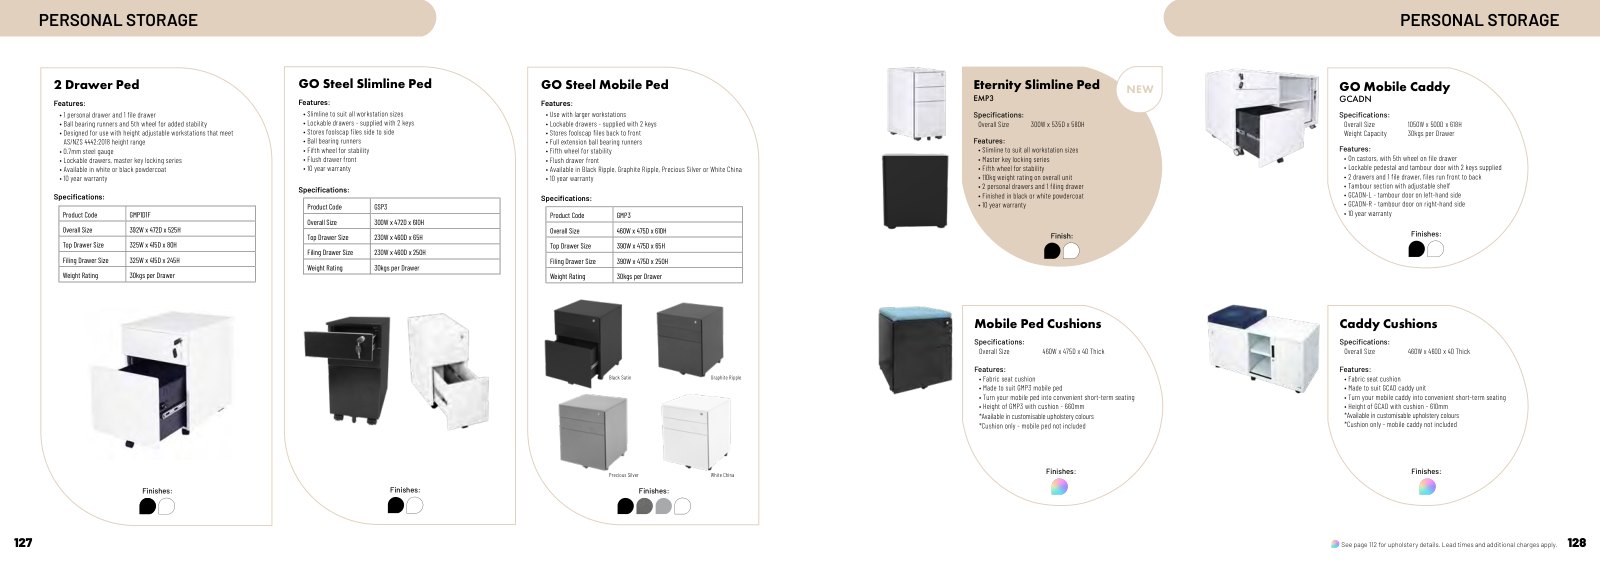 PERSONAL STORAGE
2 Drawer Ped
Features:
• 1 personal drawer and 1 file drawer
• Ball bearing runners and 5th wheel for added stability
• Designed for use with height adjustable workstations that meet
AS/NZS 4442:2018 height range
• 0.7mm steel gauge
• Lockable drawers, master key locking series
• Available in white or black powdercoat
• 10 year warranty
Specifications:
Product Code GMP1D1F
Overall Size 392W x 472D x 525H
Top Drawer Size 325W x 415D x 80H
Filing Drawer Size 325W x 415D x 245H
Weight Rating 30kgs per Drawer
Finishes:
GO Steel Slimline Ped
Features:
• Slimline to suit all workstation sizes
• Lockable drawers - supplied with 2 keys
• Stores foolscap files side to side
• Ball bearing runners
• Fifth wheel for stability
• Flush drawer front
• 10 year warranty
Specifications:
Product Code GSP3
Overall Size 300W x 472D x 610H
Top Drawer Size 230W x 460D x 65H
Filing Drawer Size 230W x 460D x 250H
Weight Rating 30kgs per Drawer
Finishes:
GO Steel Mobile Ped
Features:
• Use with larger workstations
• Lockable drawers - supplied with 2 keys
• Stores foolscap files back to front
• Full extension ball bearing runners
• Fifth wheel for stability
• Flush drawer front
• Available in Black Ripple, Graphite Ripple, Precious Silver or White China
• 10 year warranty
Specifications:
Product Code GMP3
Overall Size 460W x 475D x 610H
Top Drawer Size 390W x 475D x 65H
Filing Drawer Size 390W x 475D x 250H
Weight Rating 30kgs per Drawer
Black Satin
Graphite Ripple
Precious Silver
White China
Finishes:
127
PERSONAL STORAGE
Eternity Slimline Ped
EMP3
NEW
Specifications:
Overall Size 300W x 535D x 580H
Features:
• Slimline to suit all workstation sizes
• Master key locking series
• Fifth wheel for stability
• 110kg weight rating on overall unit
• 2 personal drawers and 1 filing drawer
• Finished in black or white powdercoat
• 10 year warranty
Finish:
GO Mobile Caddy
GCADN
Specifications:
Overall Size 1050W x 500D x 618H
Weight Capacity 30kgs per Drawer
Features:
• On castors, with 5th wheel on file drawer
• Lockable pedestal and tambour door with 2 keys supplied
• 2 drawers and 1 file drawer, files run front to back
• Tambour section with adjustable shelf
• GCADN-L - tambour door on left-hand side
• GCADN-R - tambour door on right-hand side
• 10 year warranty
Finishes:
Mobile Ped Cushions
Specifications:
Overall Size 460W x 475D x 40 Thick
Features:
• Fabric seat cushion
• Made to suit GMP3 mobile ped
• Turn your mobile ped into convenient short-term seating
• Height of GMP3 with cushion - 660mm
*Available in customisable upholstery colours
*Cushion only - mobile ped not included
Finishes:
Caddy Cushions
Specifications:
Overall Size 460W x 460D x 40 Thick
Features:
• Fabric seat cushion
• Made to suit GCAD caddy unit
• Turn your mobile caddy into convenient short-term seating
• Height of GCAD with cushion - 610mm
*Available in customisable upholstery colours
*Cushion only - mobile caddy not included
Finishes:
See page 112 for upholstery details. Lead times and additional charges apply.
128